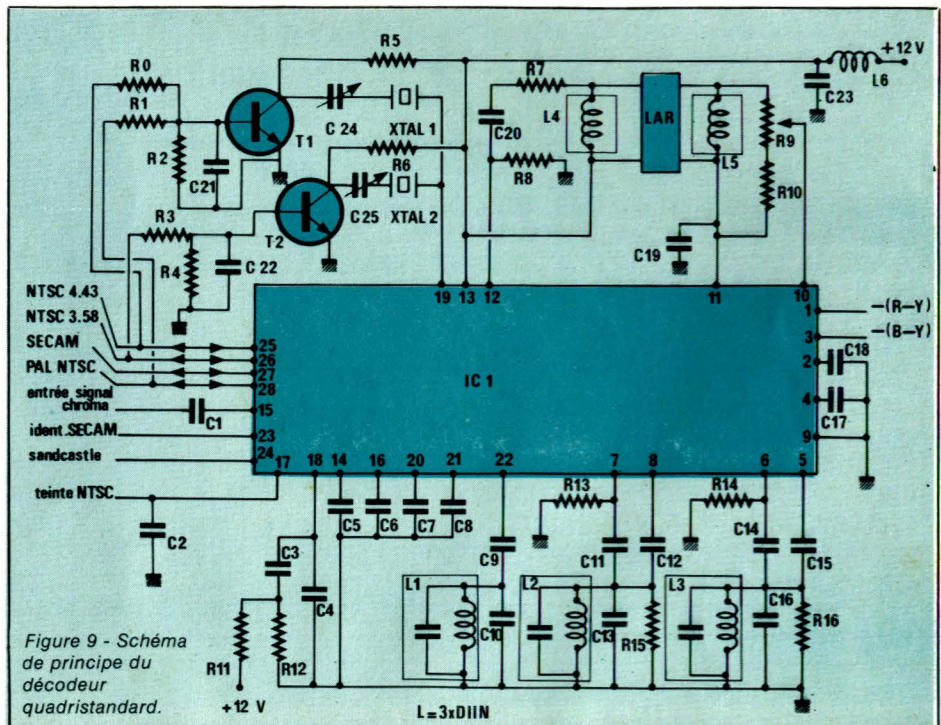 R5
+12 V
R0
R1
R7
L6
C23
C 24
XTAL 1
C20
L4
LAR
L5
R9
T1
R2
C21
R6
R8
R10
C 25
XTAL 2
R3
T2
C19
R4
C 22
19
13
12
11
10
NTSC 4.43
25
1
-(R-Y)
NTSC 3.58
26
3
-(B-Y)
SECAM
27
2
C18
PAL NTSC
28
IC 1
entrée signal
chroma
15
4
C1
C17
ident.SECAM
23
9
sandcastle
24
17
18
14
16
20
21
22
7
8
6
5
teinte NTSC
R13
R14
C2
C5
C6
C7
C8
C9
C11
C12
C14
C15
C3
C4
L1
L2
L3
C10
C13
R15
C16
R16
R11
R12
+12 V
L=3xDIIN
Figure 9 - Schéma
de principe du
décodeur
quadristandard.